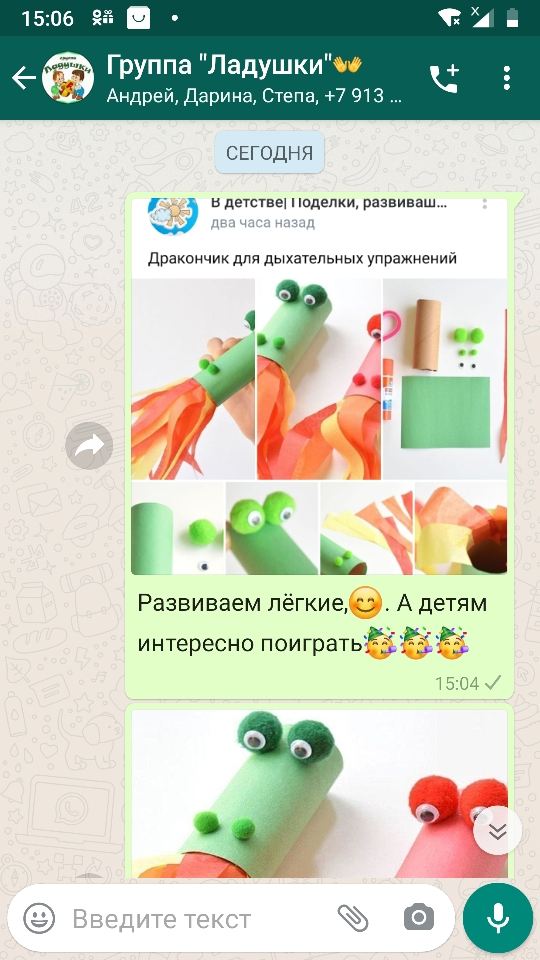 15:06
Группа "Ладушки"👐
Андрей, Дарина, Степа, +7 913 ...
СЕГОДНЯ
В детстве| Поделки, развиваш...
два часа назад
Дракончик для дыхательных упражнений
Развиваем лёгкие,😊. А детям
интересно поиграть🥳🥳🥳
15:04
Введите текст